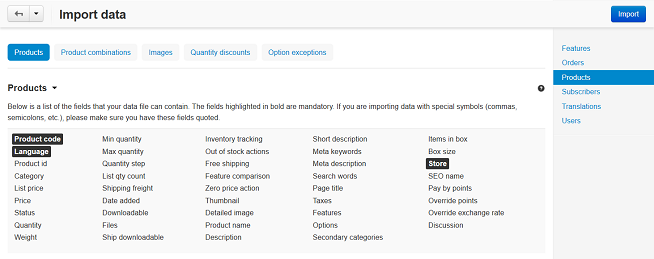 Import data
Import
Products
Product combinations
Images
Quantity discounts
Option exceptions
Features
Orders
Products
Subscribers
Translations
Users
Products
Below is a list of the fields that your data file can contain. The fields highlighted in bold are mandatory. If you are importing data with special symbols (commas,
semicolons, etc.), please make sure you have these fields quoted.
Product code
Language
Product id
Category
List price
Price
Status
Quantity
Weight
Min quantity
Max quantity
Quantity step
List qty count
Shipping freight
Date added
Downloadable
Files
Ship downloadable
Inventory tracking
Out of stock actions
Free shipping
Feature comparison
Zero price action
Thumbnail
Detailed image
Product name
Description
Short description
Meta keywords
Meta description
Search words
Page title
Taxes
Features
Options
Secondary categories
Items in box
Box size
Store
SEO name
Pay by points
Override points
Override exchange rate
Discussion